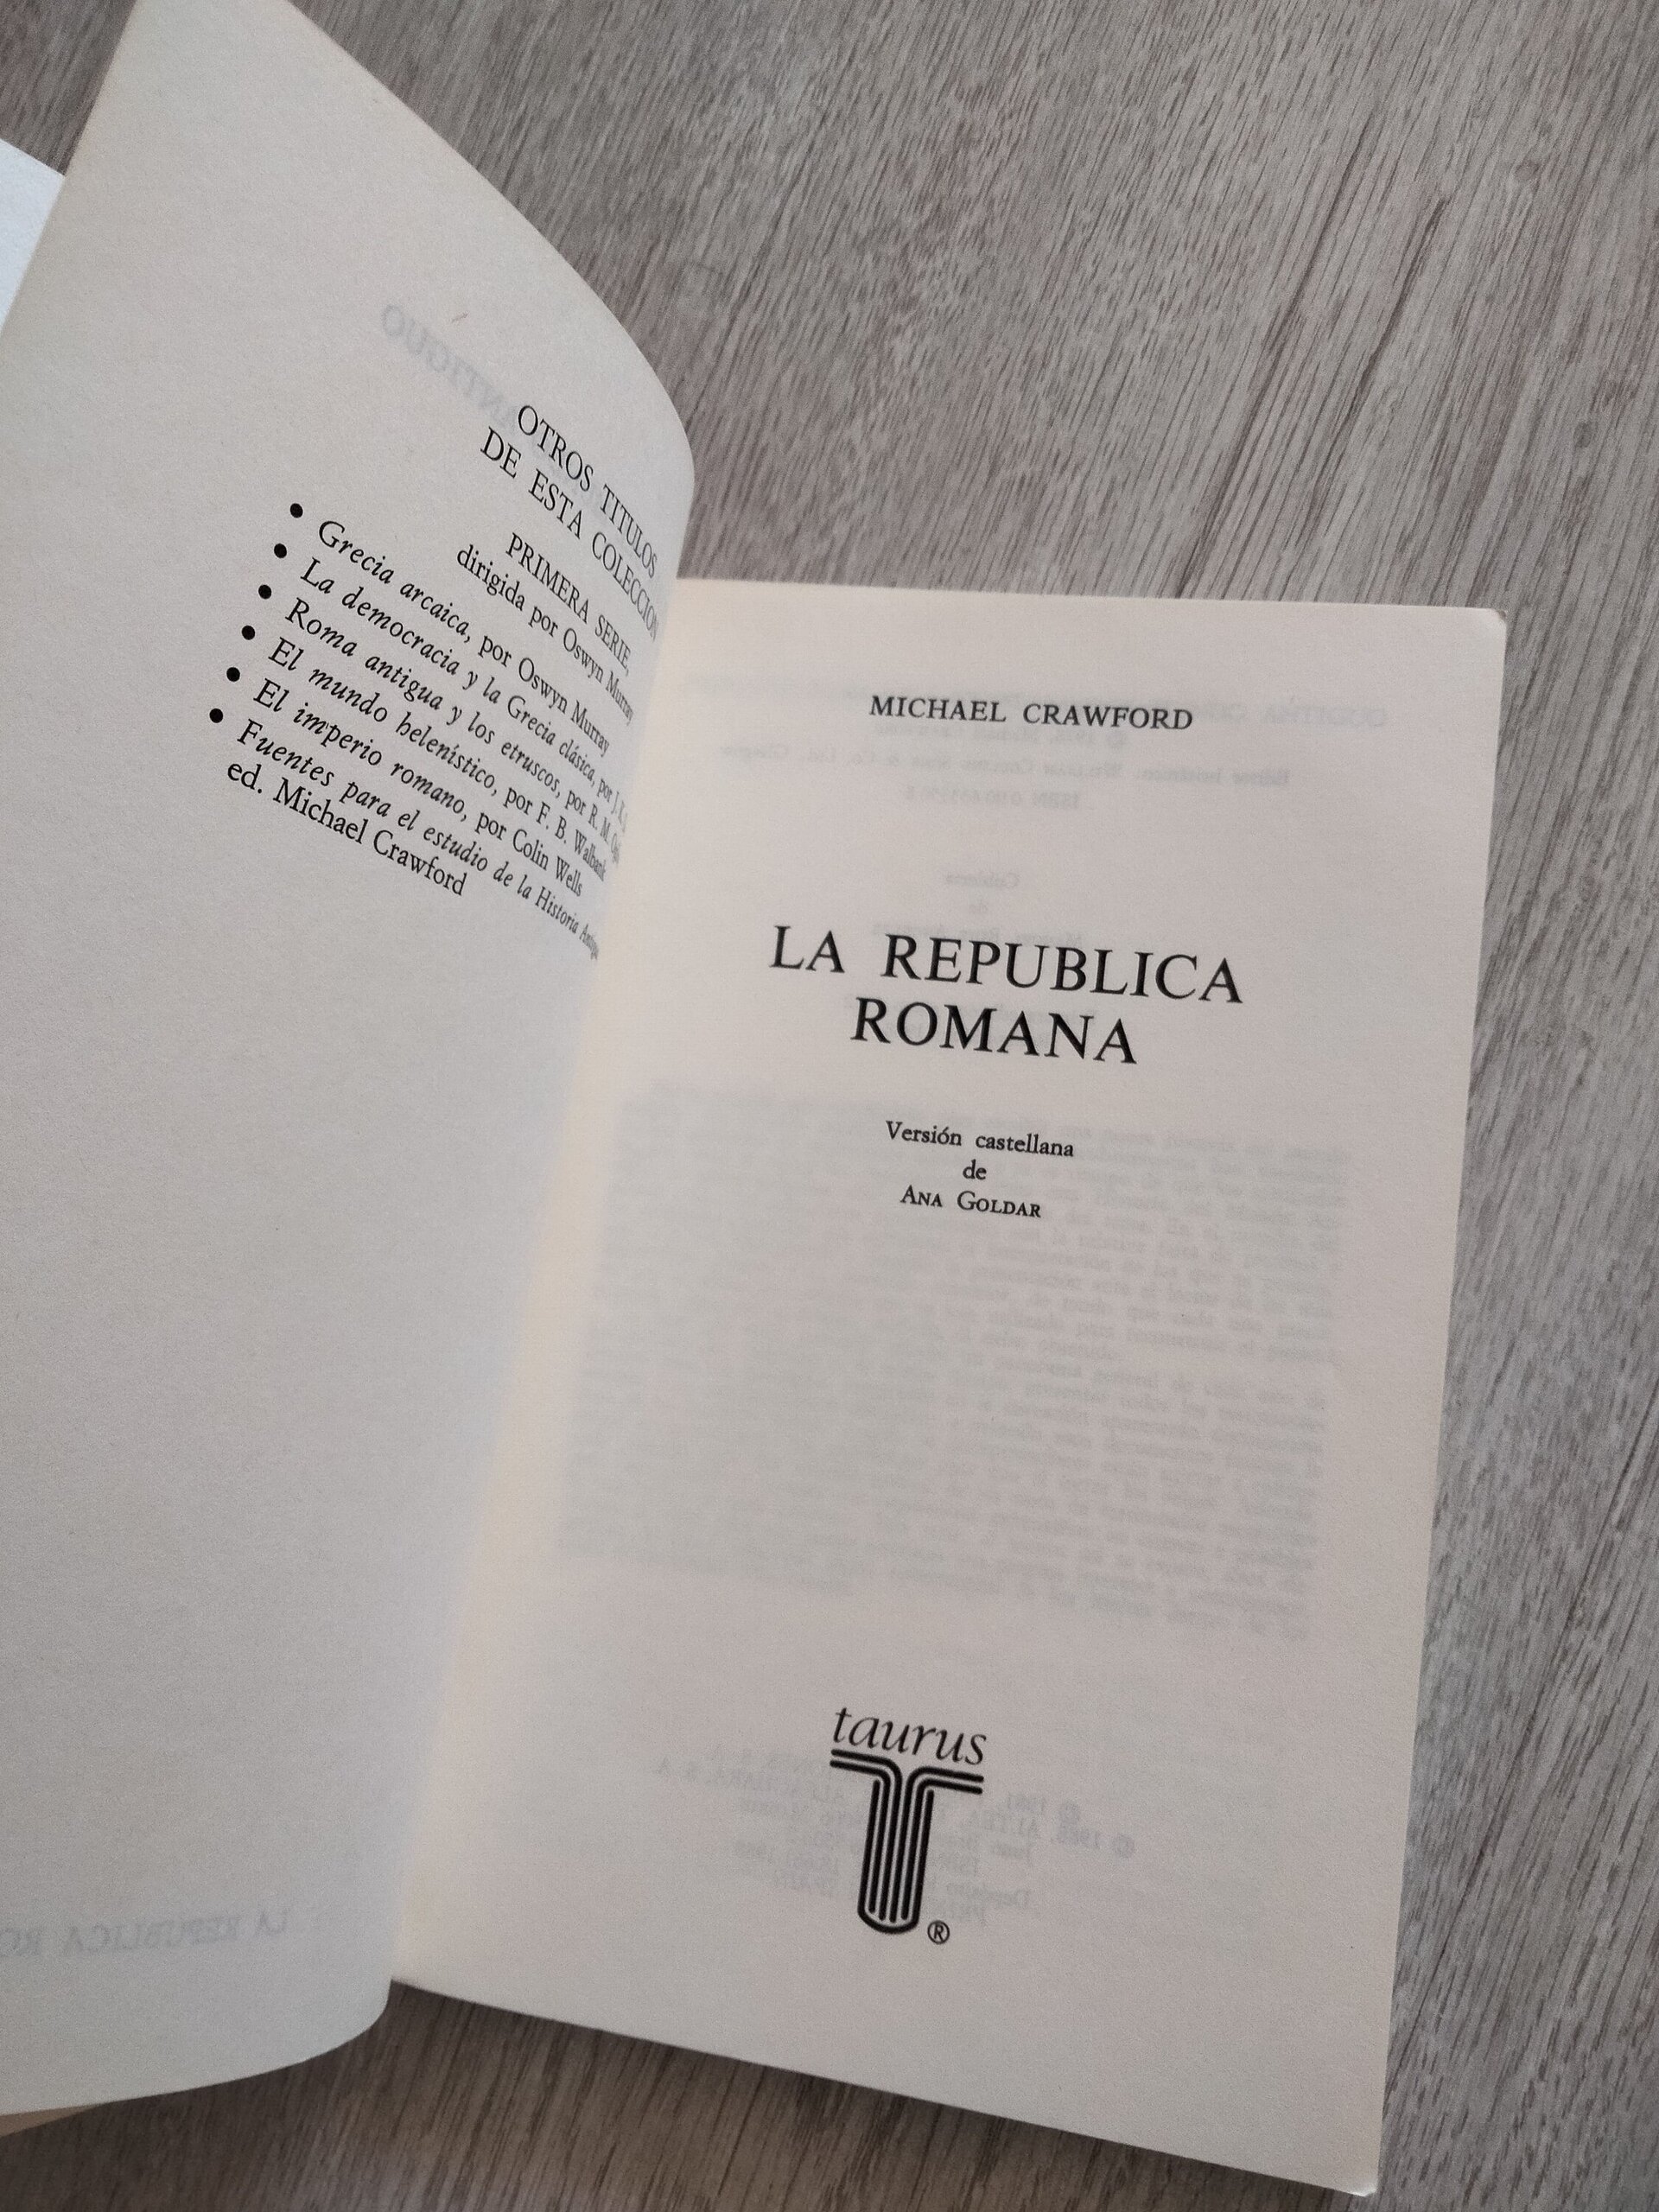 OTROS TITULOS
DE ESTA COLECCION
PRIMERA SERIE,
dirigida por Oswyn Murray
• Grecia arcaica, por Oswyn Murray
• La democracia y la Grecia clásica, por J. K.
• Roma antigua y los etruscos, por R. M.
• El mundo helenístico, por F. B. Walbank
• El imperio romano, por Colin Wells
• Fuentes para el estudio de la Historia
ed. Michael Crawford
MICHAEL CRAWFORD
LA REPUBLICA
ROMANA
Versión castellana
de
ANA GOLDAR
taurus
T
®